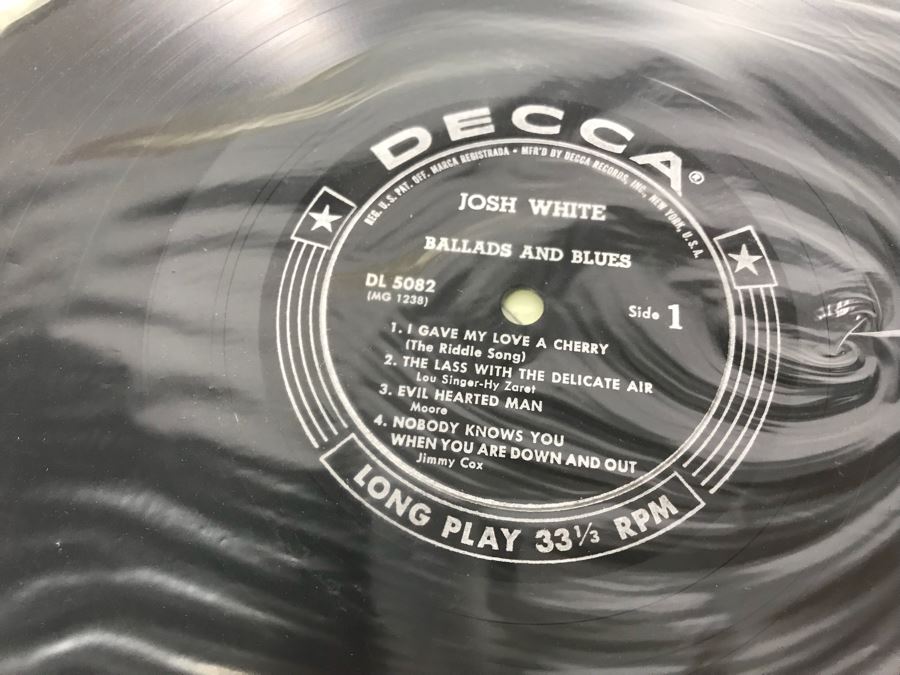 DECCA®
REG. U.S. PAT. OFF. MARCA REGISTRADA • MFR'D BY DECCA RECORDS, INC., NEW YORK, U.S.A.
JOSH WHITE
BALLADS AND BLUES
DL 5082
(MG 1238)
Side 1
1. I GAVE MY LOVE A CHERRY
(The Riddle Song)
2. THE LASS WITH THE DELICATE AIR
Lou Singer-Hy Zaret
3. EVIL HEARTED MAN
Moore
4. NOBODY KNOWS YOU
WHEN YOU ARE DOWN AND OUT
Jimmy Cox
LONG PLAY 33⅓ RPM